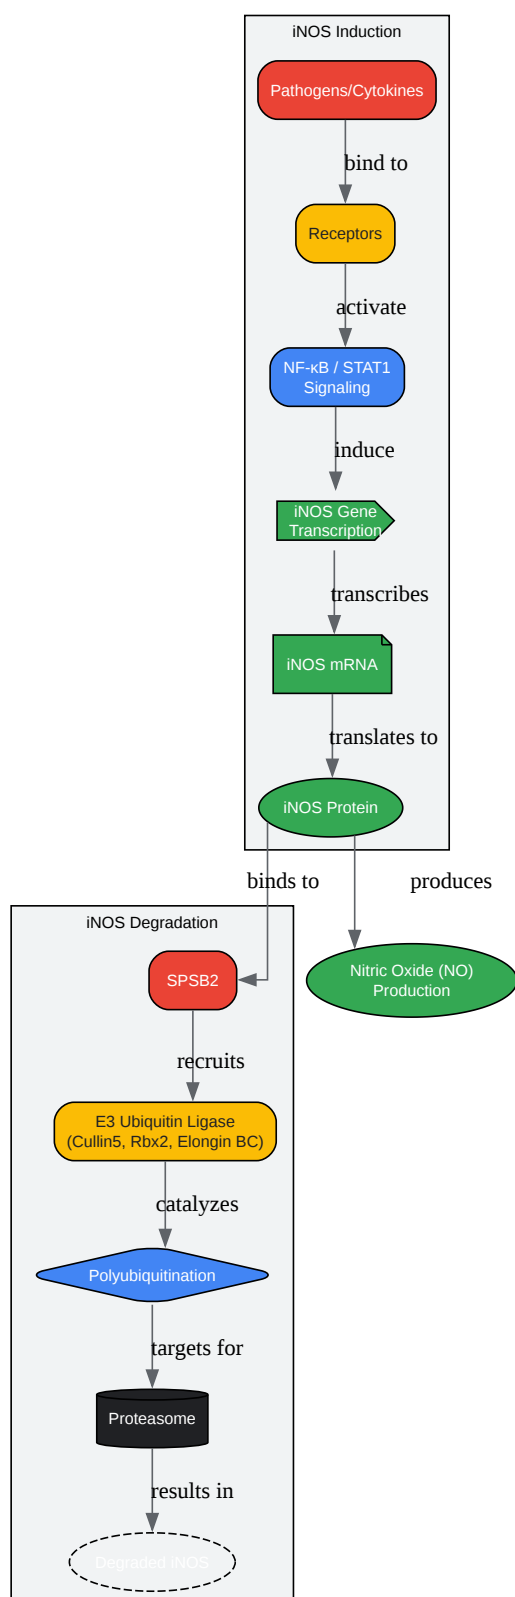 iNOS Induction
Pathogens/Cytokines
bind to
Receptors
activate
NF-κB / STAT1
Signaling
induce
iNOS Gene
Transcription
transcribes
iNOS mRNA
translates to
iNOS Protein
binds to
produces
iNOS Degradation
SPSB2
Nitric Oxide (NO)
Production
recruits
E3 Ubiquitin Ligase
(Cullin5, Rbx2, Elongin BC)
catalyzes
Polyubiquitination
targets for
Proteasome
results in
Degraded iNOS